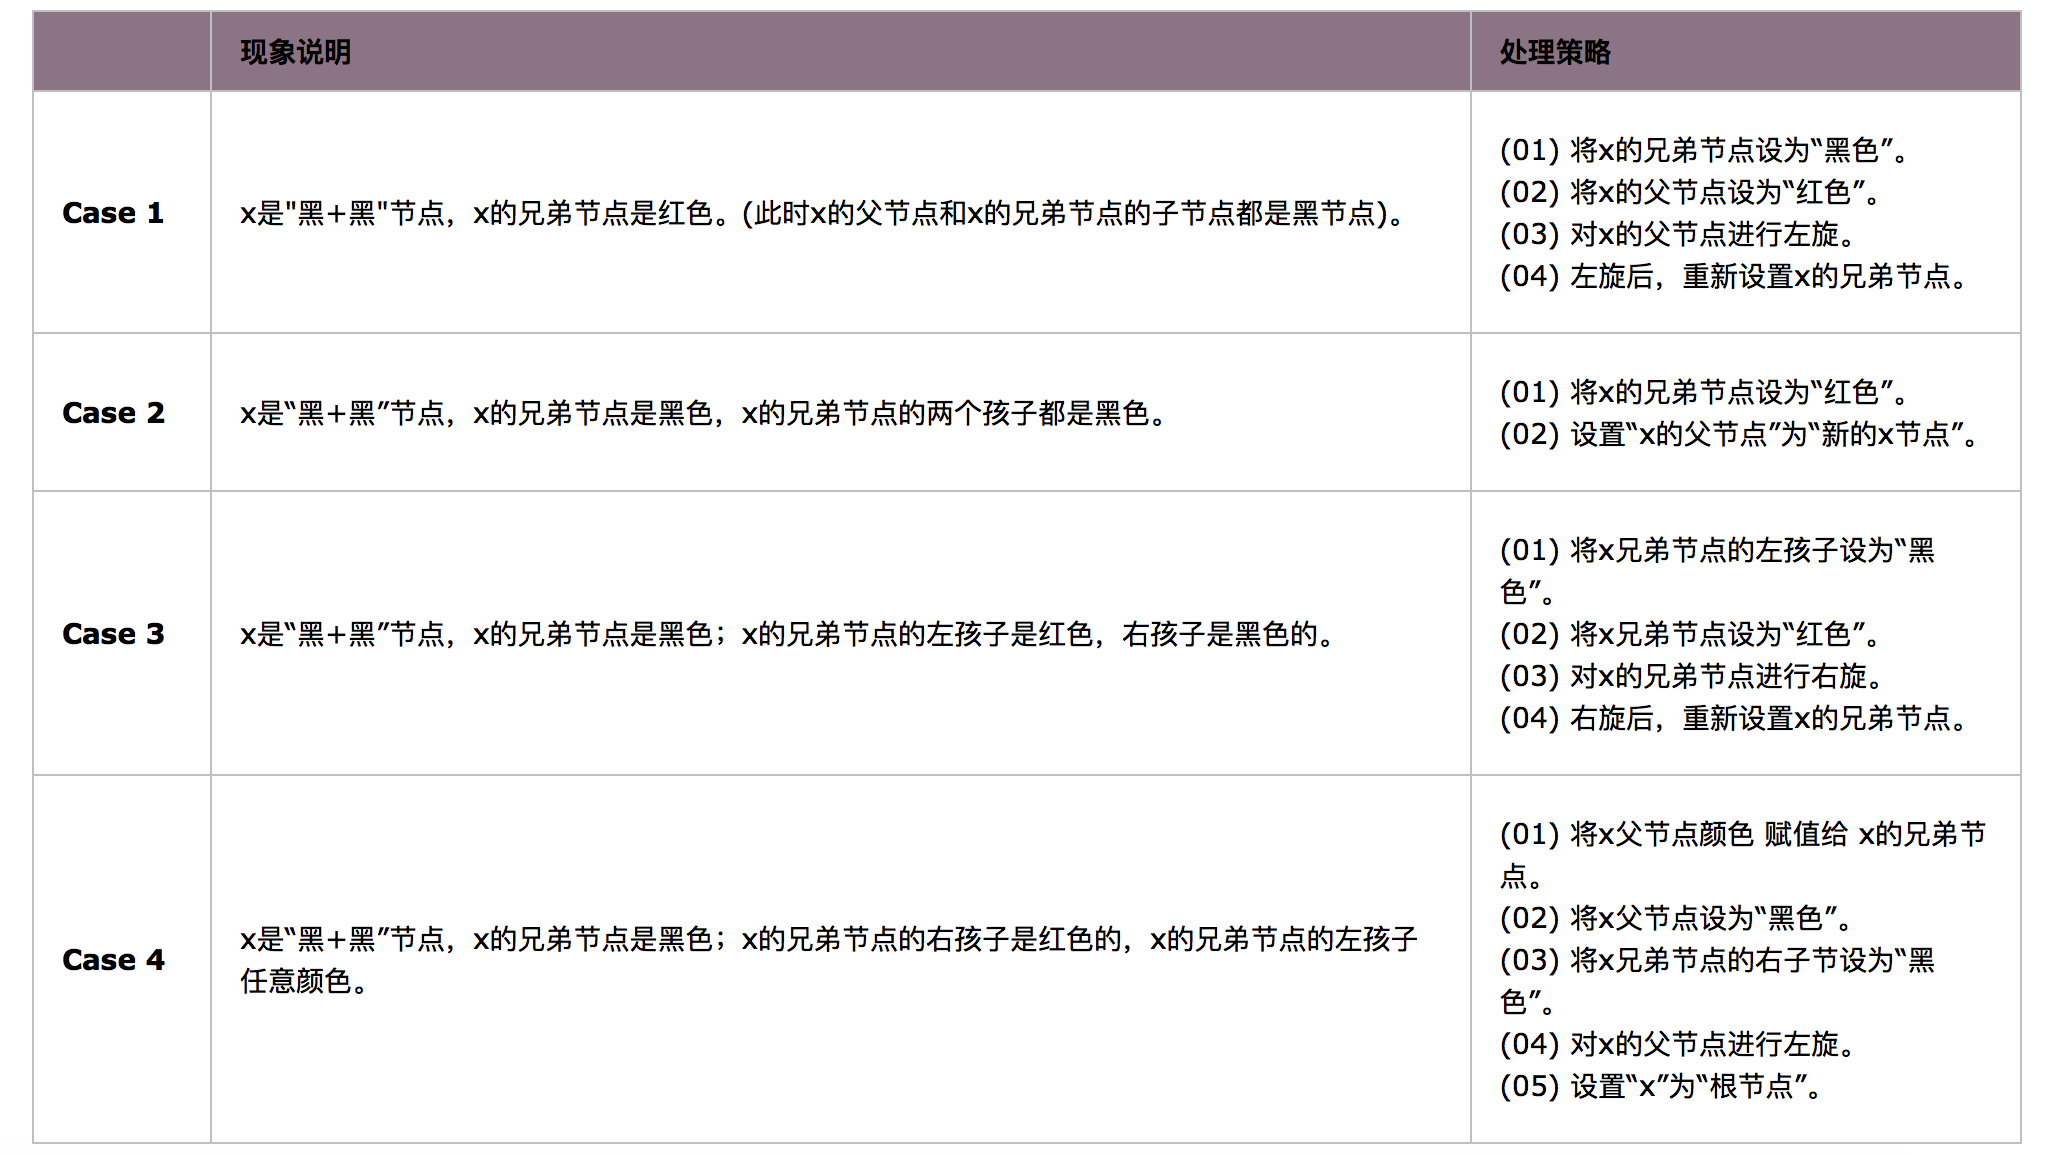 现象说明
处理策略
Case 1
x是"黑+黑"节点，x的兄弟节点是红色。(此时x的父节点和x的兄弟节点的子节点都是黑节点)。
(01) 将x的兄弟节点设为“黑色”。
(02) 将x的父节点设为“红色”。
(03) 对x的父节点进行左旋。
(04) 左旋后，重新设置x的兄弟节点。
Case 2
x是“黑+黑”节点，x的兄弟节点是黑色，x的兄弟节点的两个孩子都是黑色。
(01) 将x的兄弟节点设为“红色”。
(02) 设置“x的父节点”为“新的x节点”。
Case 3
x是“黑+黑”节点，x的兄弟节点是黑色；x的兄弟节点的左孩子是红色，右孩子是黑色的。
(01) 将x兄弟节点的左孩子设为“黑
色”。
(02) 将x兄弟节点设为“红色”。
(03) 对x的兄弟节点进行右旋。
(04) 右旋后，重新设置x的兄弟节点。
Case 4
x是“黑+黑”节点，x的兄弟节点是黑色；x的兄弟节点的右孩子是红色的，x的兄弟节点的左孩子
任意颜色。
(01) 将x父节点颜色 赋值给 x的兄弟节
点。
(02) 将x父节点设为“黑色”。
(03) 将x兄弟节点的右子节设为“黑
色”。
(04) 对x的父节点进行左旋。
(05) 设置“x”为“根节点”。